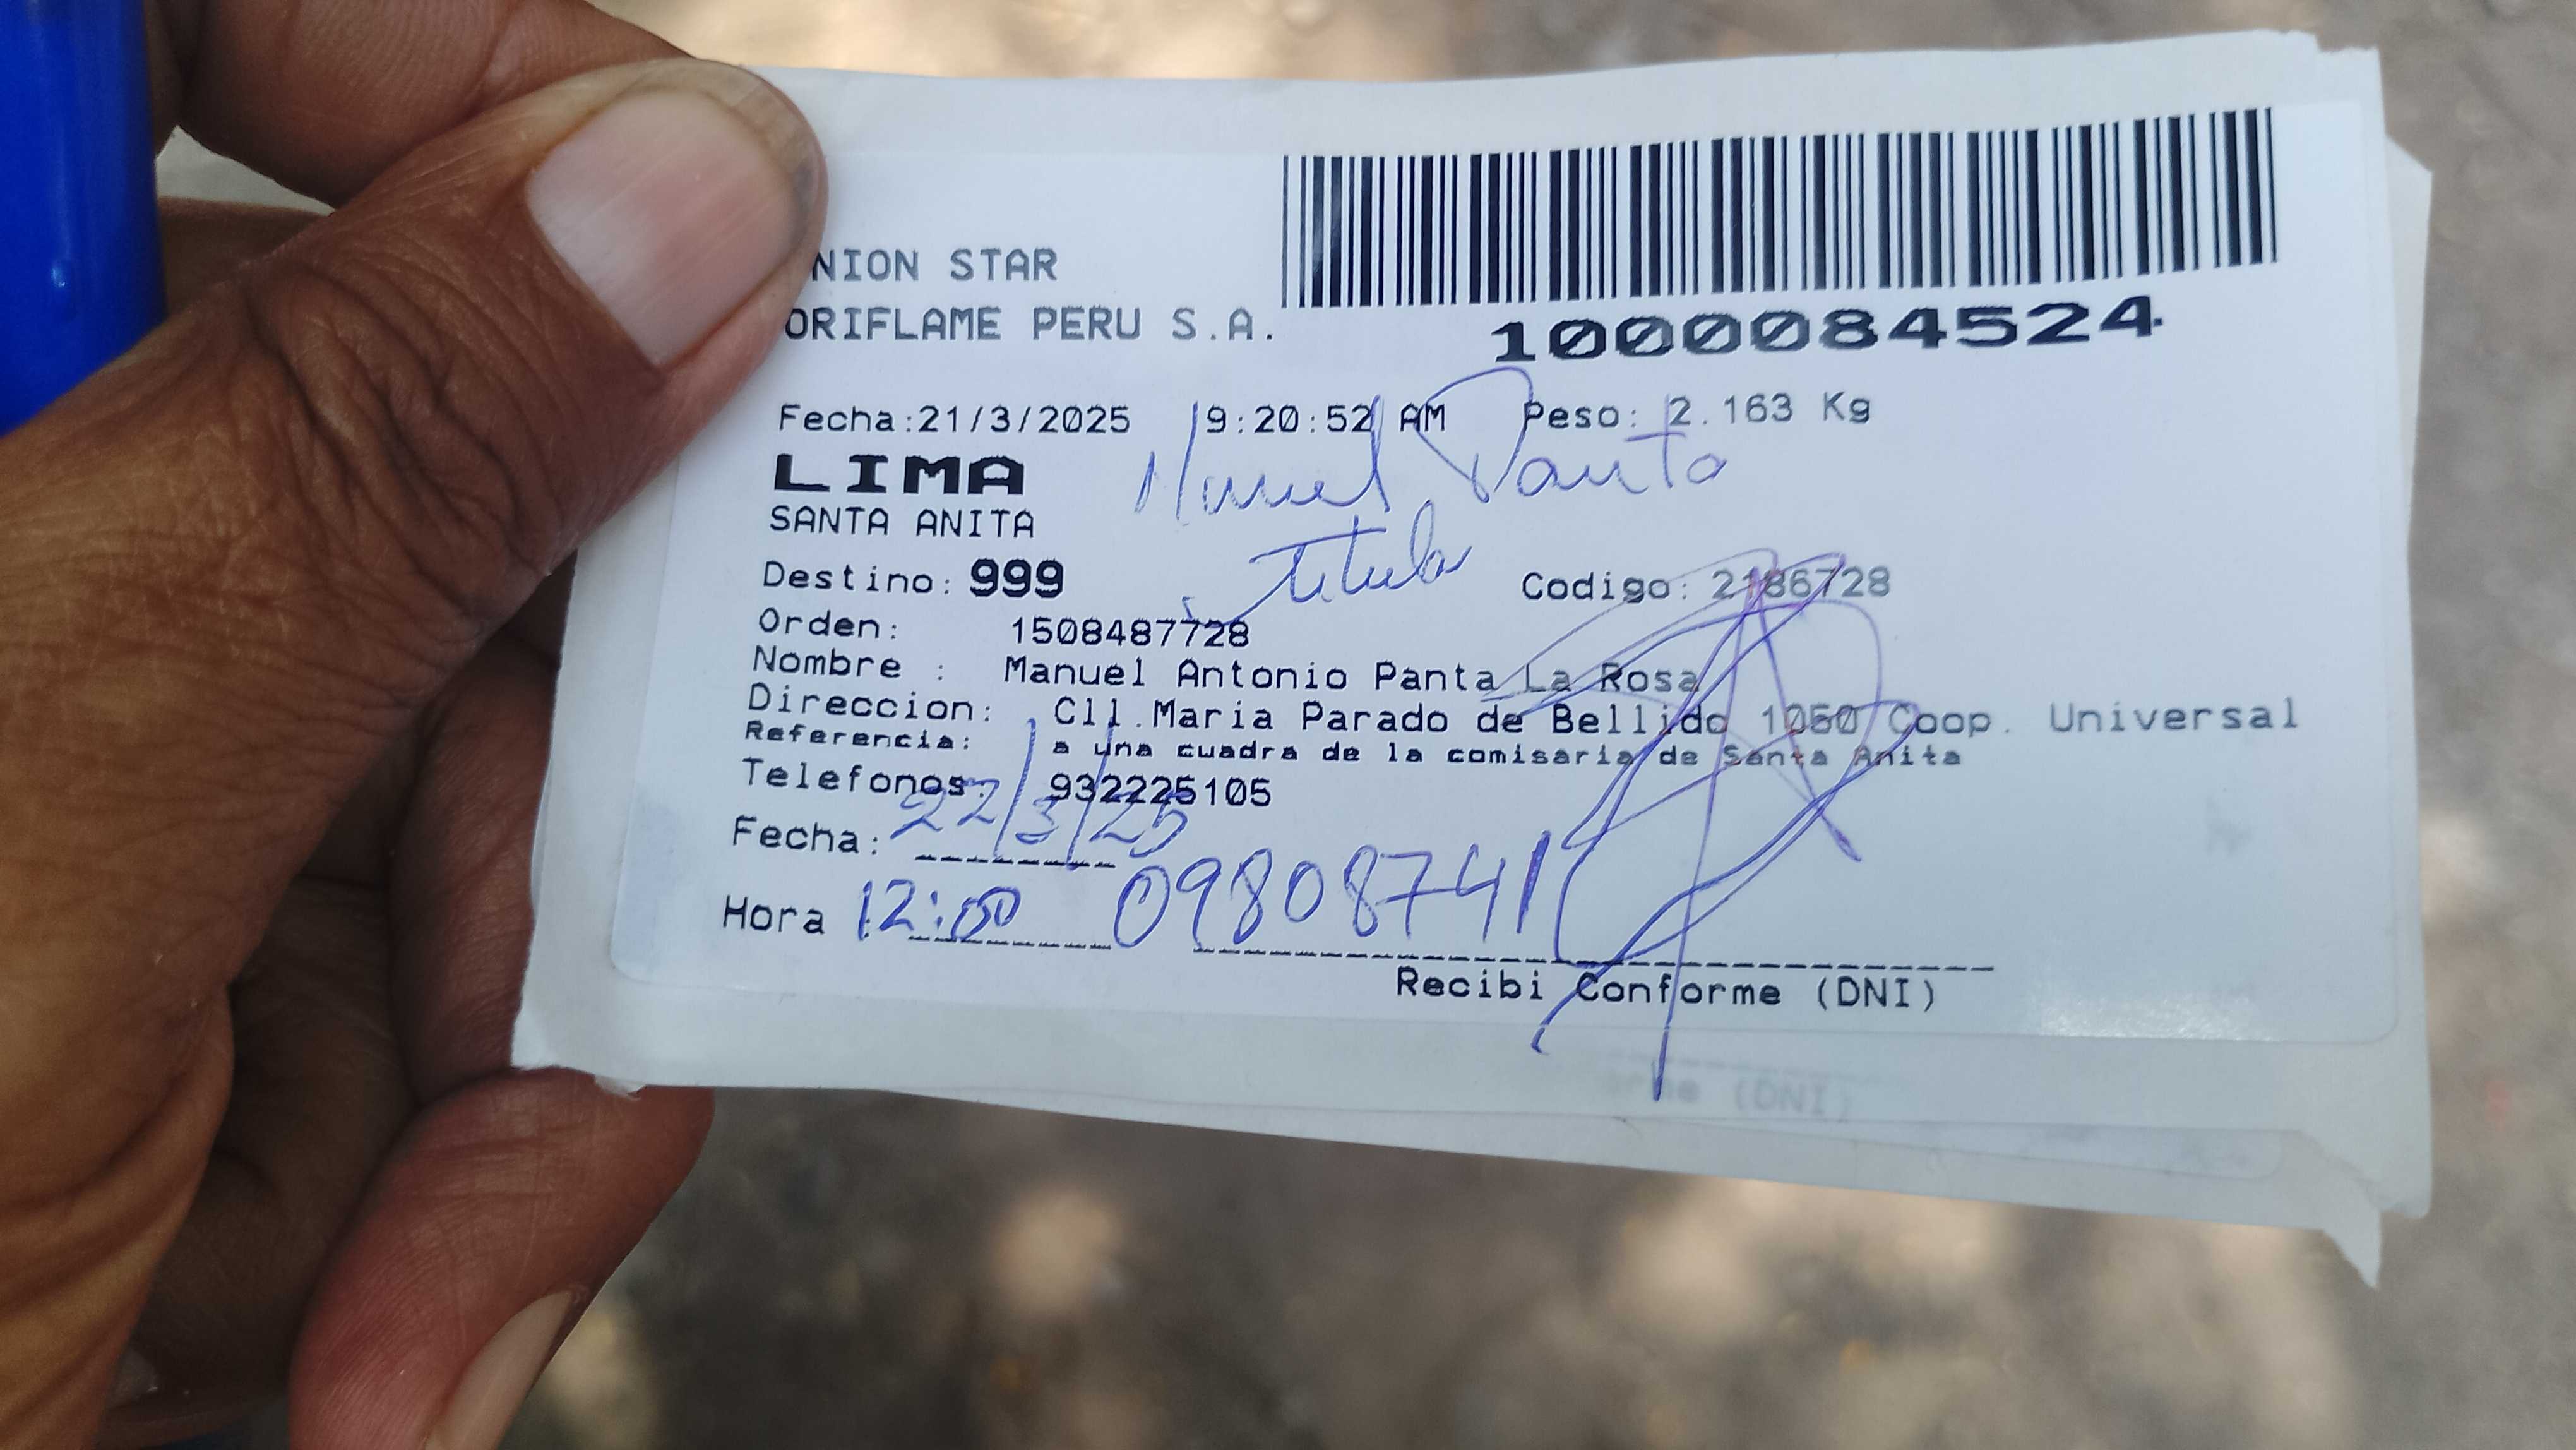 NION STAR
ORIFLAME PERU S.A.
1000084524
Fecha:21/3/2025 9:20:52 AM Peso: 2.163 Kg
LIMA
Panta
SANTA ANITA
Destino: 999
Codigo: 2186728
Orden: 1508487728
Nombre : Manuel Antonio Panta La Rosa
Direccion: Cll.Maria Parado de Bellido 1050 Coop. Universal
Referencia: a una cuadra de la comisaria de Santa Anita
Telefonos: 932225105
Fecha: 22/3/25
Hora 12:00 09808741
Recibi Conforme (DNI)
(DNI)